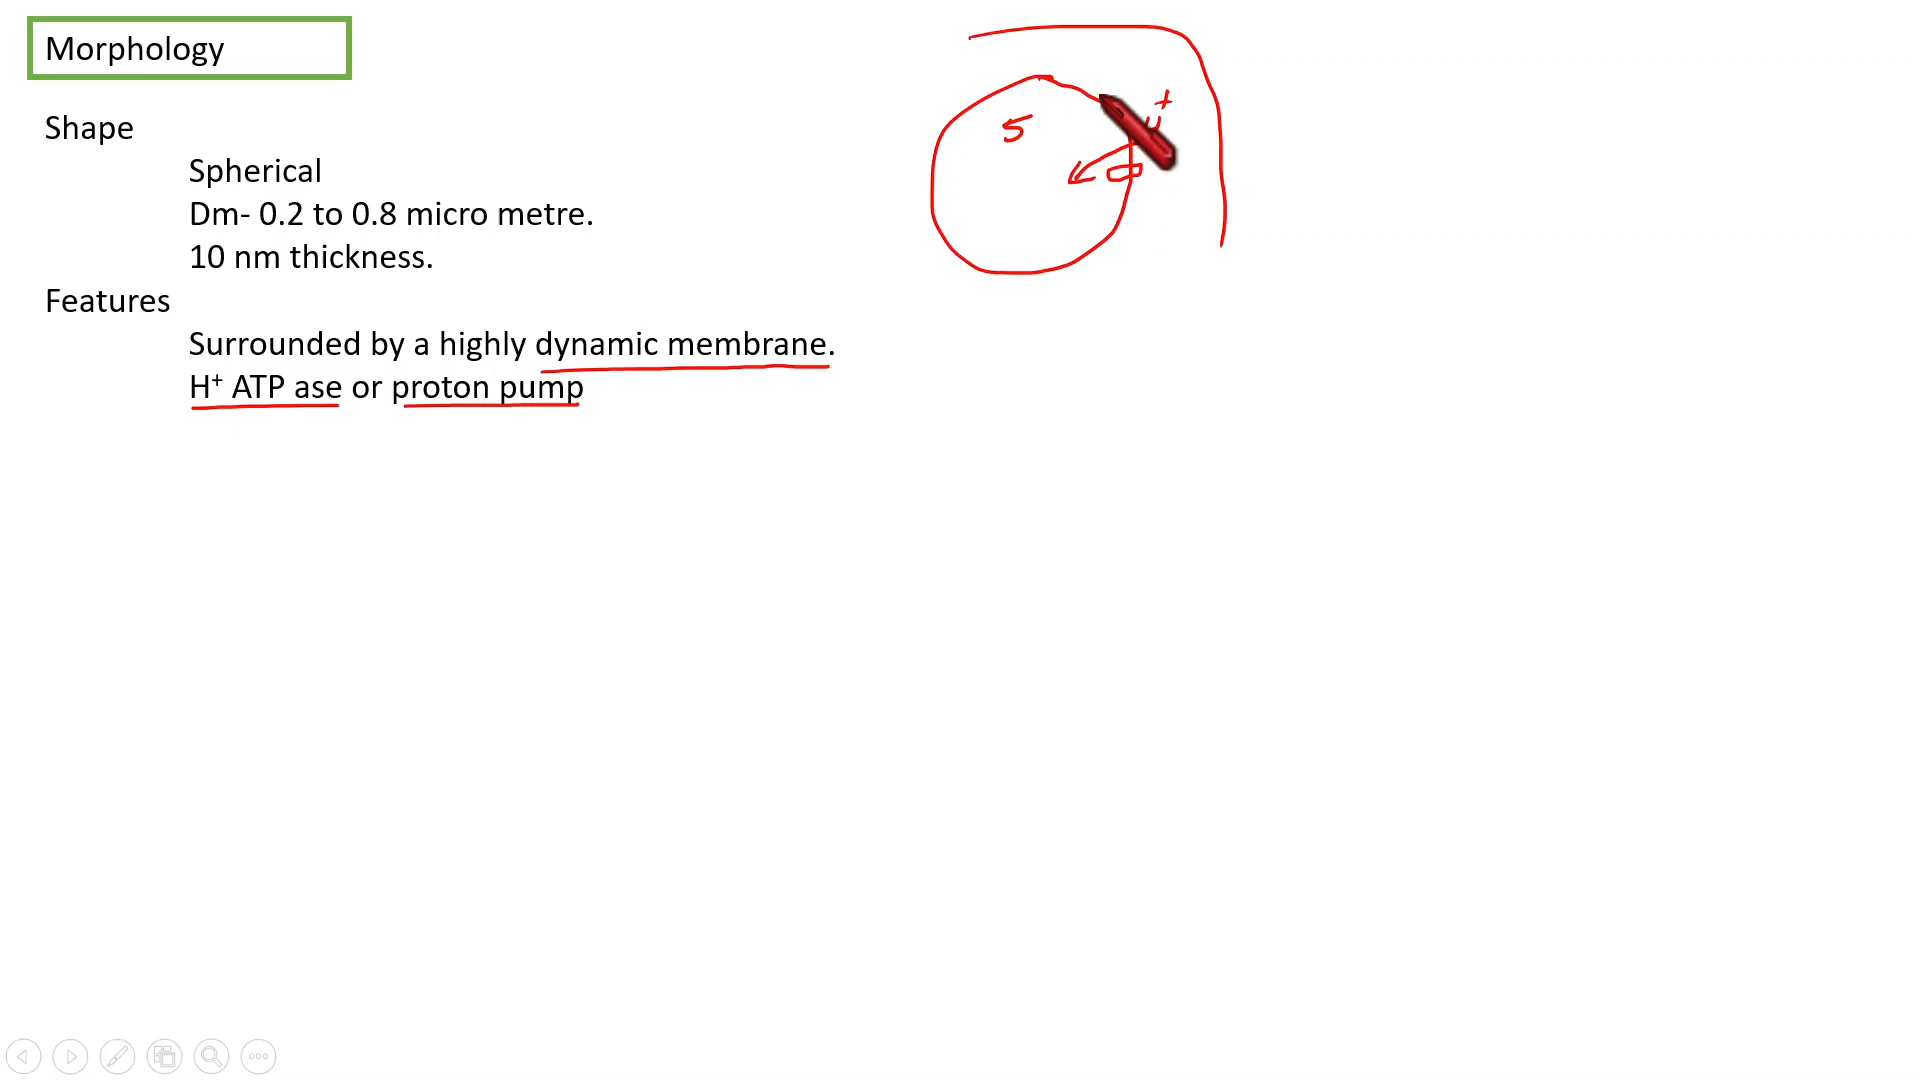 Morphology
Shape
Spherical
Dm- 0.2 to 0.8 micro metre.
10 nm thickness.
Features
Surrounded by a highly dynamic membrane.
H⁺ ATP ase or proton pump
5
+